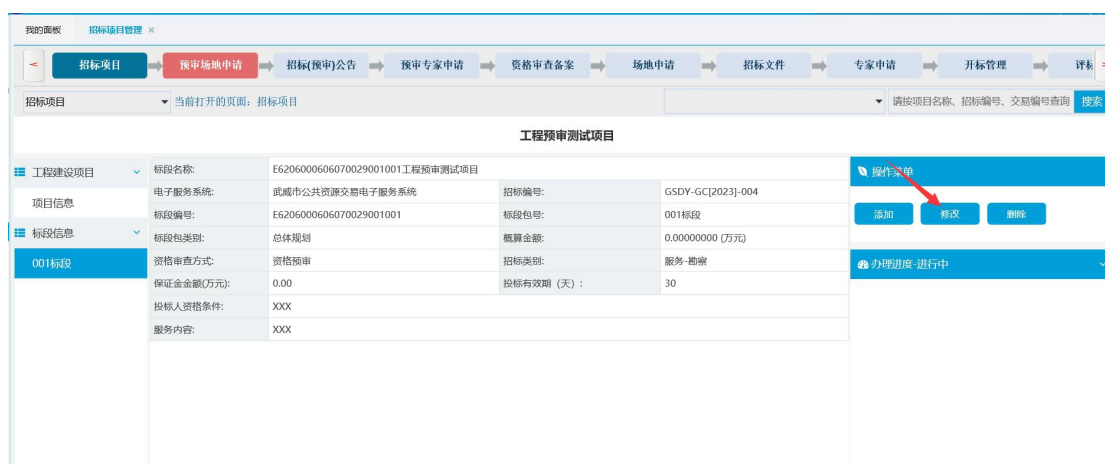 我的面板 招标项目管理 ×
< 招标项目 预审场地申请 招标(预审)公告 预审专家申请 资格审查备案 场地申请 招标文件 专家申请 开标管理
招标项目 当前打开的页面：招标项目 请按项目名称、招标编号、交易编号查询 搜索
工程预审测试项目
工程建设项目
项目信息
标段信息
001标段
标段名称: E6206000606070029001001工程预审测试项目
电子服务系统: 武威市公共资源交易电子服务系统 招标编号: GSDY-GC[2023]-004
标段编号: E6206000606070029001001 标段包号: 001标段
标段包类别: 总体规划 概算金额: 0.00000000 (万元)
资格审查方式: 资格预审 招标类别: 服务-勘察
保证金金额(万元): 0.00 投标有效期（天）: 30
投标人资格条件: XXX
服务内容: XXX
操作菜单
添加 修改 删除
办理进度-进行中